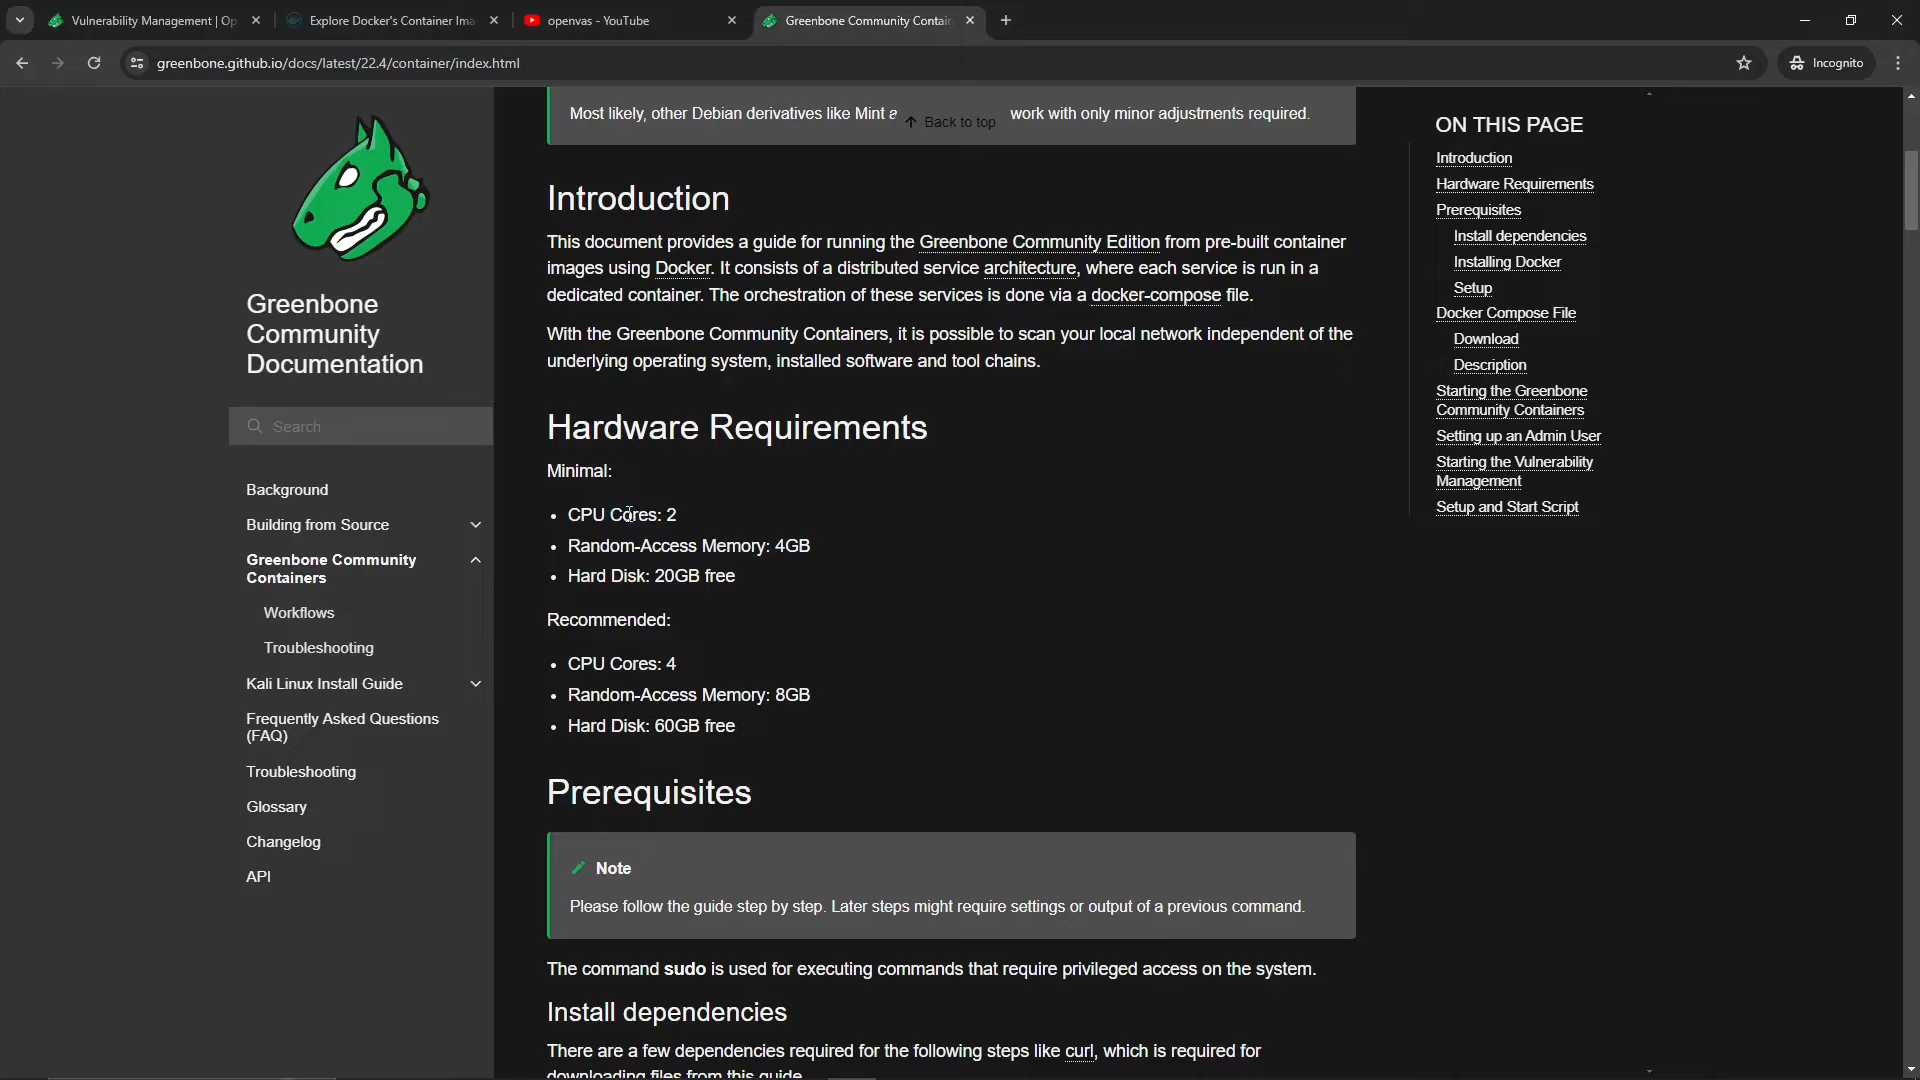 Vulnerability Management | Op
Explore Docker's Container Ima
openvas - YouTube
Greenbone Community Contain
greenbone.github.io/docs/latest/22.4/container/index.html
Incognito
Greenbone
Community
Documentation
Search
Background
Building from Source
Greenbone Community
Containers
Workflows
Troubleshooting
Kali Linux Install Guide
Frequently Asked Questions
(FAQ)
Troubleshooting
Glossary
Changelog
API
Most likely, other Debian derivatives like Mint a
Back to top
work with only minor adjustments required.
Introduction
This document provides a guide for running the Greenbone Community Edition from pre-built container
images using Docker. It consists of a distributed service architecture, where each service is run in a
dedicated container. The orchestration of these services is done via a docker-compose file.
With the Greenbone Community Containers, it is possible to scan your local network independent of the
underlying operating system, installed software and tool chains.
Hardware Requirements
Minimal:
• CPU Cores: 2
• Random-Access Memory: 4GB
• Hard Disk: 20GB free
Recommended:
• CPU Cores: 4
• Random-Access Memory: 8GB
• Hard Disk: 60GB free
Prerequisites
Note
Please follow the guide step by step. Later steps might require settings or output of a previous command.
The command sudo is used for executing commands that require privileged access on the system.
Install dependencies
There are a few dependencies required for the following steps like curl, which is required for
downloading files from this guide.
ON THIS PAGE
Introduction
Hardware Requirements
Prerequisites
Install dependencies
Installing Docker
Setup
Docker Compose File
Download
Description
Starting the Greenbone
Community Containers
Setting up an Admin User
Starting the Vulnerability
Management
Setup and Start Script